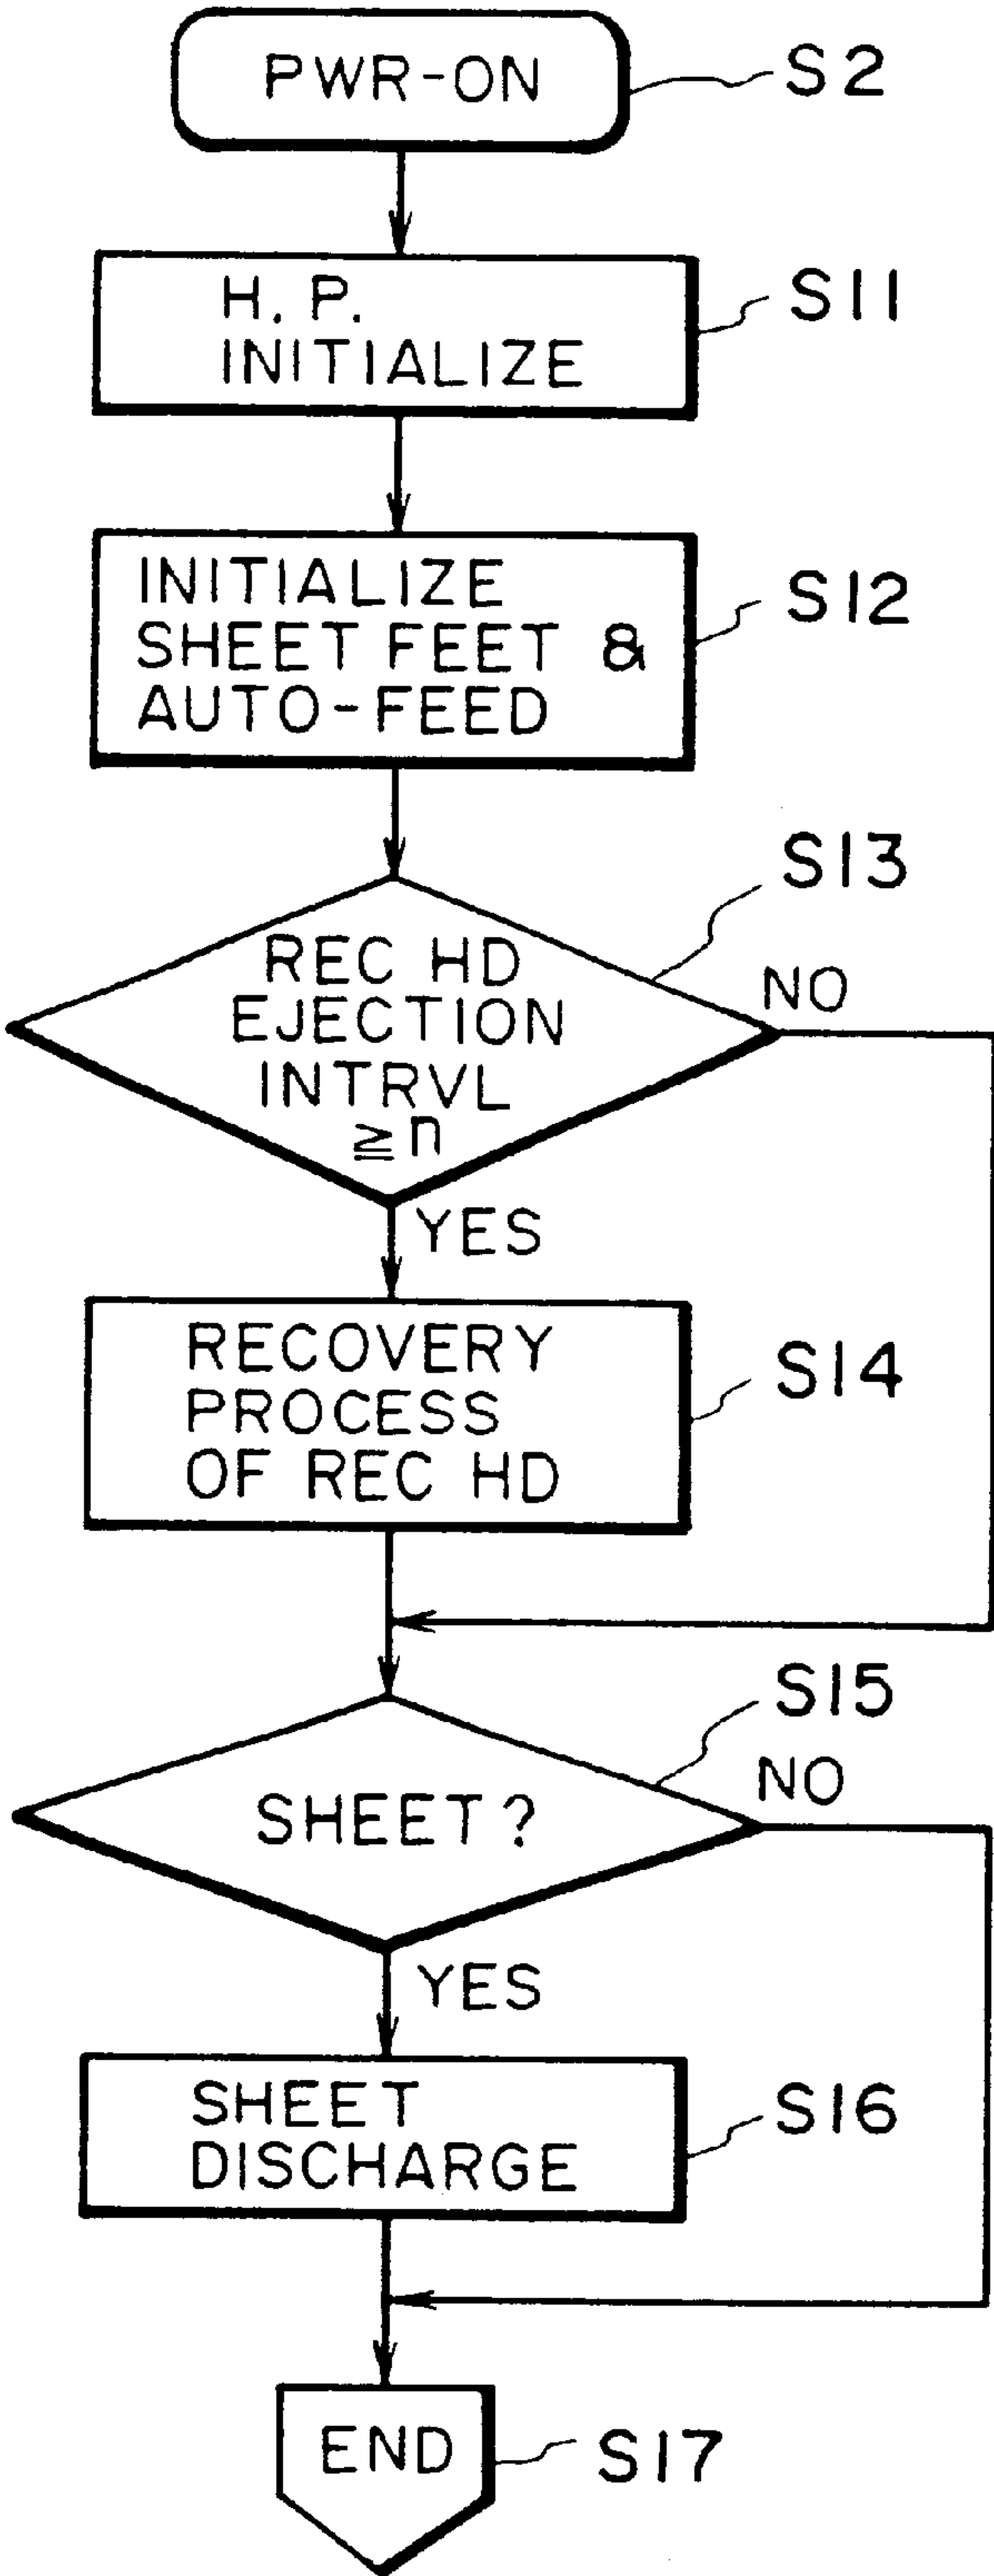 PWR-ON
S2
H. P.
INITIALIZE
S11
INITIALIZE
SHEET FEET &
AUTO-FEED
S12
S13
REC HD
EJECTION
INTRVL
≧n
NO
YES
RECOVERY
PROCESS
OF REC HD
S14
S15
SHEET?
NO
YES
SHEET
DISCHARGE
S16
END
S17